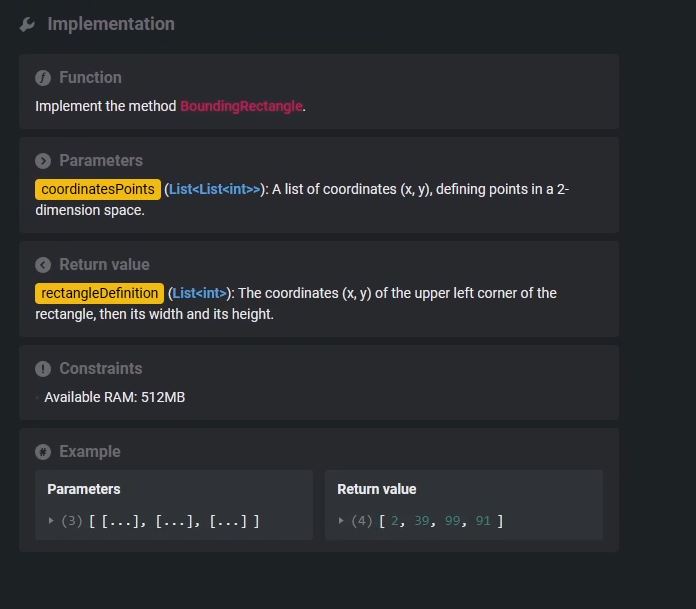 Implementation
Function
Implement the method BoundingRectangle.
Parameters
coordinatesPoints (List<List<int>>): A list of coordinates (x, y), defining points in a 2-
dimension space.
Return value
rectangleDefinition (List<int>): The coordinates (x, y) of the upper left corner of the
rectangle, then its width and its height.
Constraints
Available RAM: 512MB
Example
Parameters
(3) [ [...], [...], [...] ]
Return value
(4) [ 2, 39, 99, 91 ]